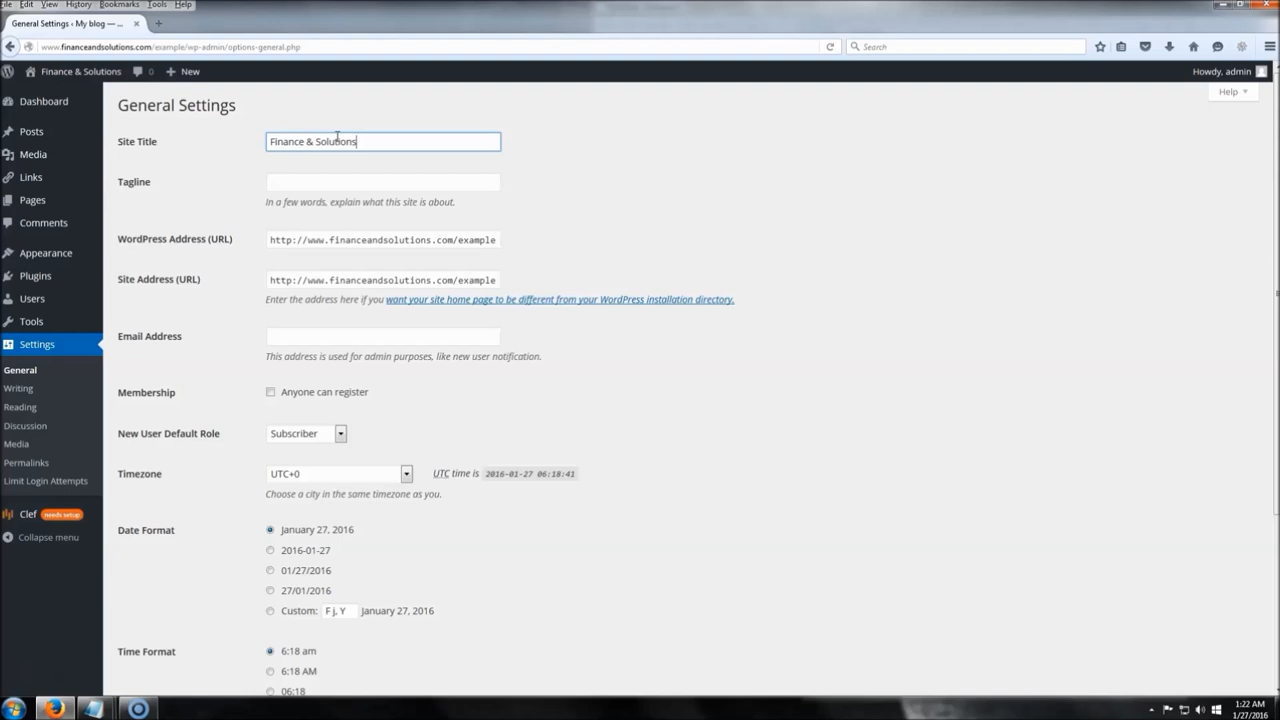 File Edit View History Bookmarks Tools Help
General Settings ‹ My blog — ...
www.financeandsolutions.com/example/wp-admin/options-general.php
Search
Finance & Solutions 0 New Howdy, admin
Help
Dashboard
Posts
Media
Links
Pages
Comments
Appearance
Plugins
Users
Tools
Settings
General
Writing
Reading
Discussion
Media
Permalinks
Limit Login Attempts
Clef needs setup
Collapse menu
General Settings
Site Title Finance & Solutions
Tagline
In a few words, explain what this site is about.
WordPress Address (URL) http://www.financeandsolutions.com/example
Site Address (URL) http://www.financeandsolutions.com/example
Enter the address here if you want your site home page to be different from your WordPress installation directory.
Email Address
This address is used for admin purposes, like new user notification.
Membership Anyone can register
New User Default Role Subscriber
Timezone UTC+0 UTC time is 2016-01-27 06:18:41
Choose a city in the same timezone as you.
Date Format January 27, 2016
2016-01-27
01/27/2016
27/01/2016
Custom: F j, Y January 27, 2016
Time Format 6:18 am
6:18 AM
06:18
1:22 AM
1/27/2016